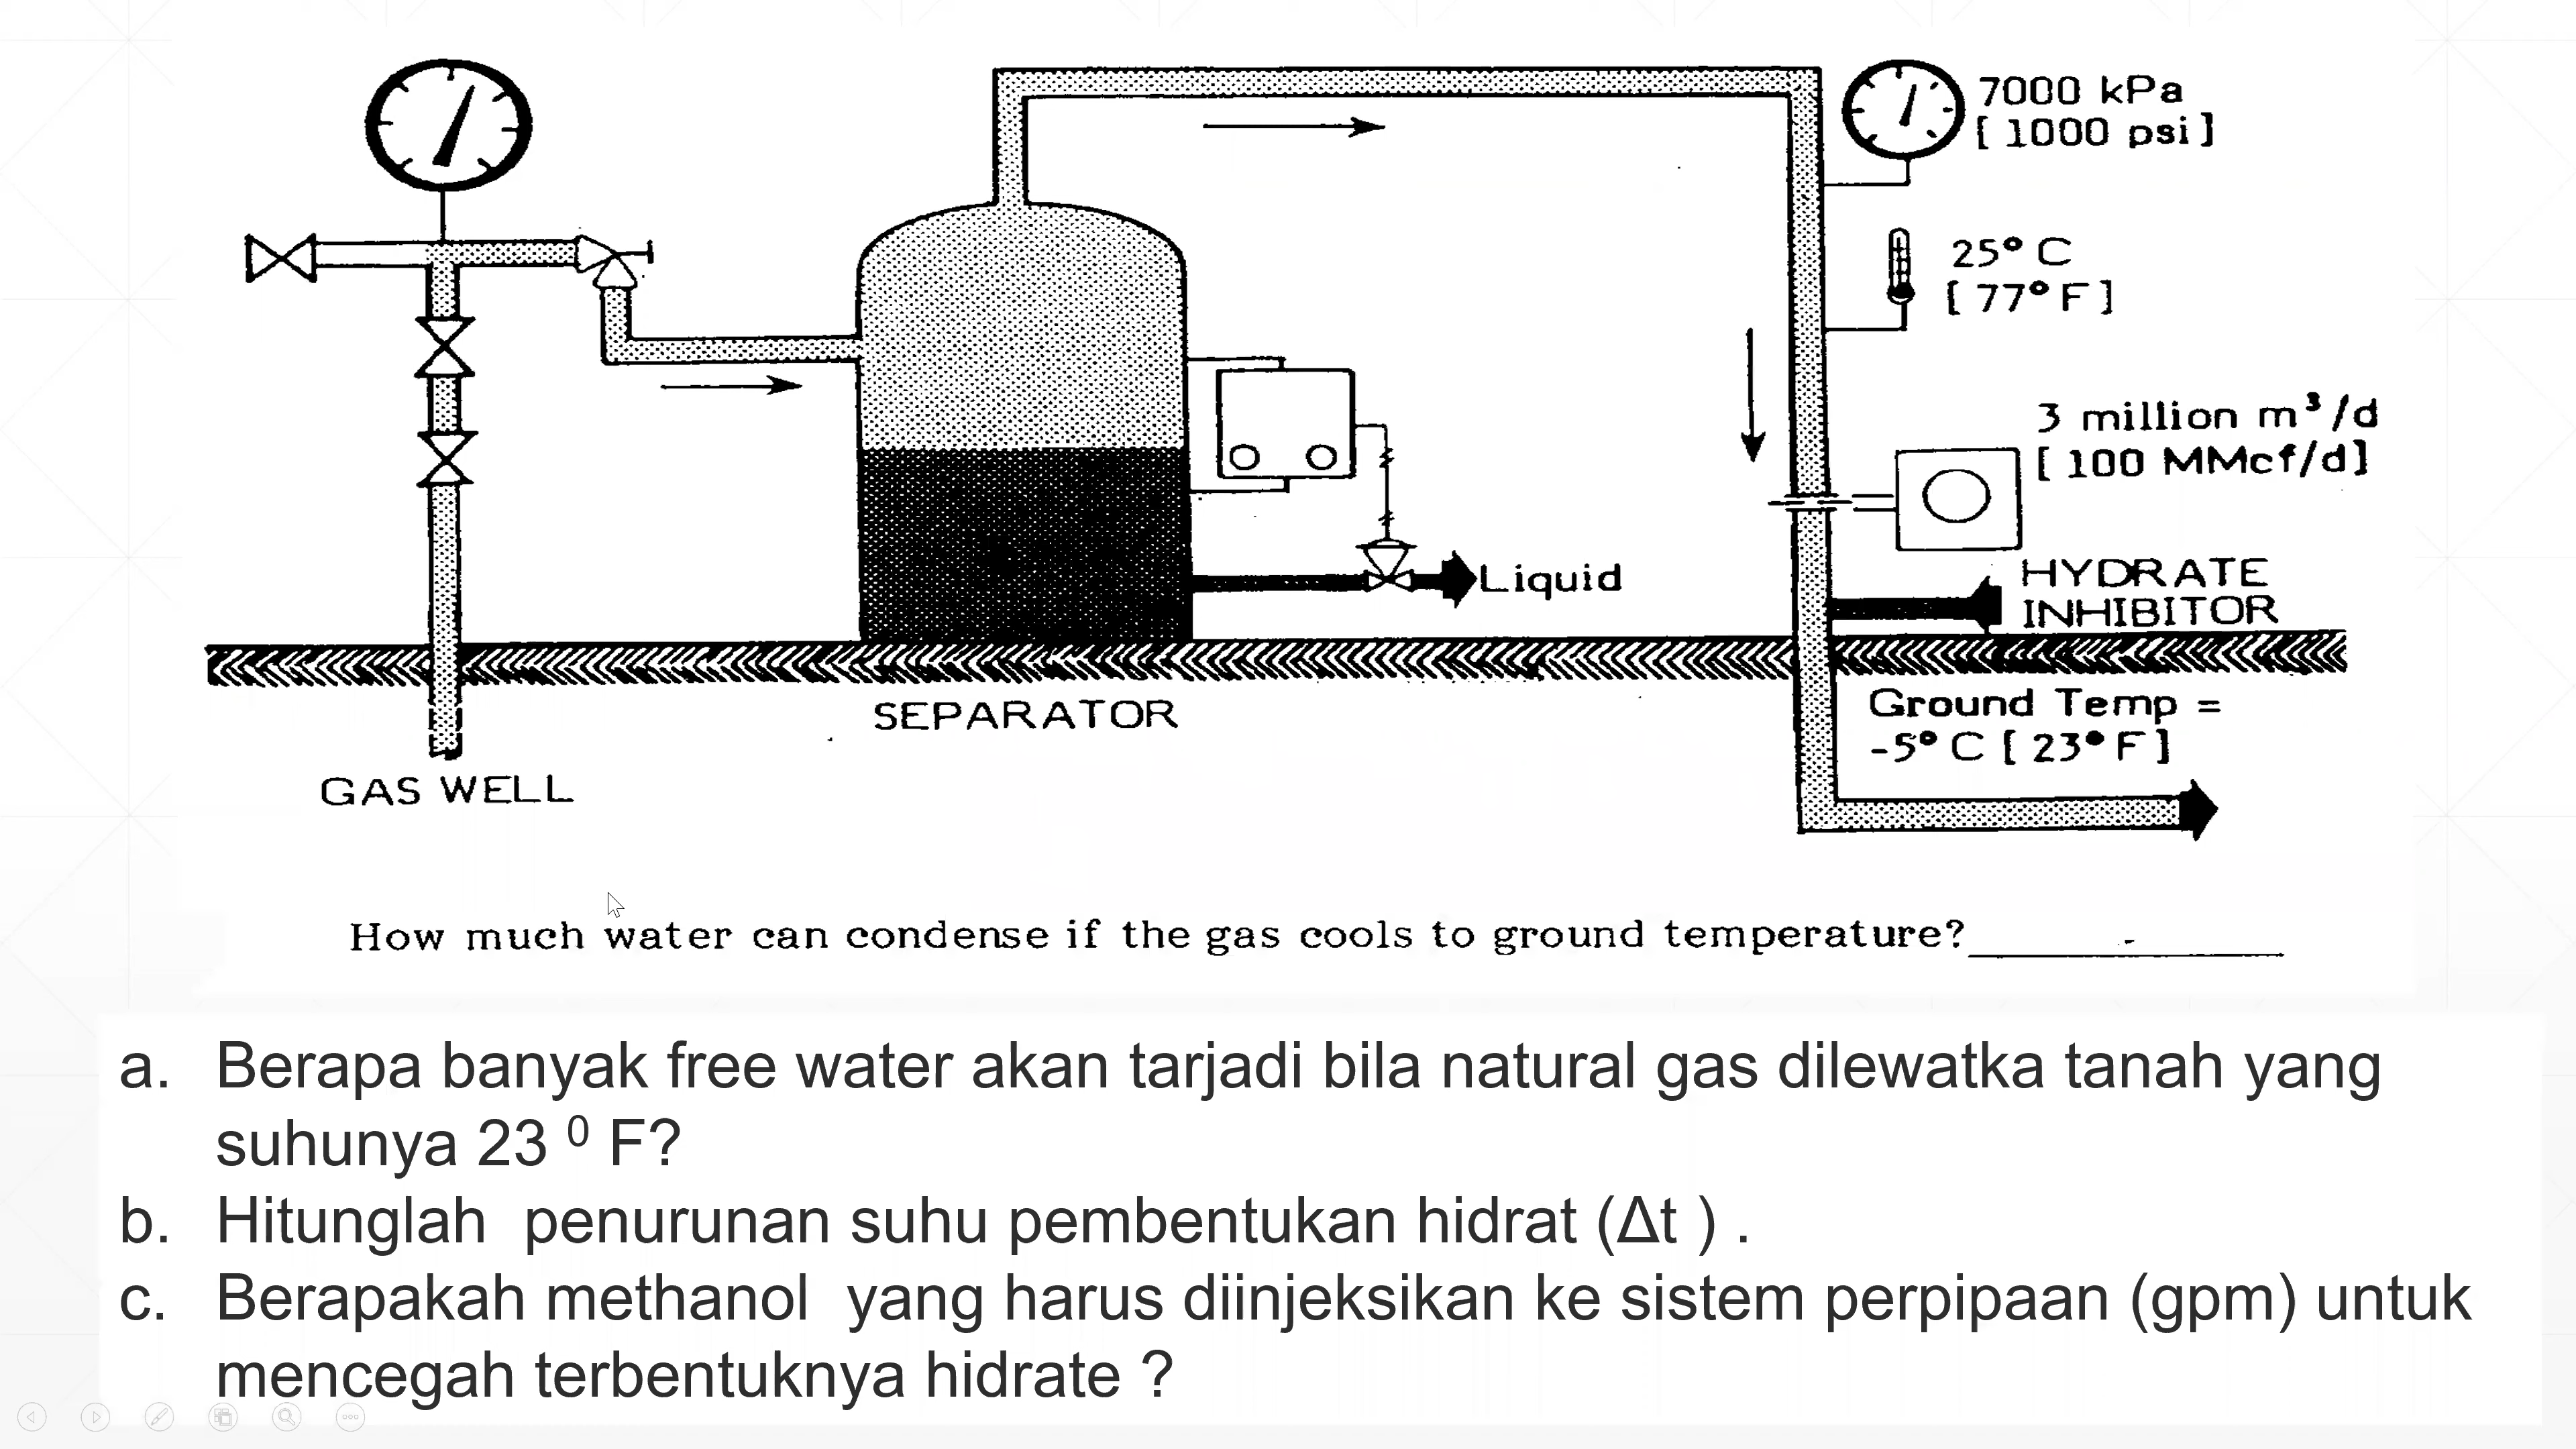 7000 kPa
[ 1000 psi]
25° C
[ 77° F]
3 million m³/d
[ 100 MMcf/d]
Liquid
HYDRATE
INHIBITOR
SEPARATOR
Ground Temp =
-5° C [ 23° F]
GAS WELL
How much water can condense if the gas cools to ground temperature?
a. Berapa banyak free water akan tarjadi bila natural gas dilewatka tanah yang
suhunya 23 ⁰ F?
b. Hitunglah penurunan suhu pembentukan hidrat (Δt ) .
c. Berapakah methanol yang harus diinjeksikan ke sistem perpipaan (gpm) untuk
mencegah terbentuknya hidrate ?